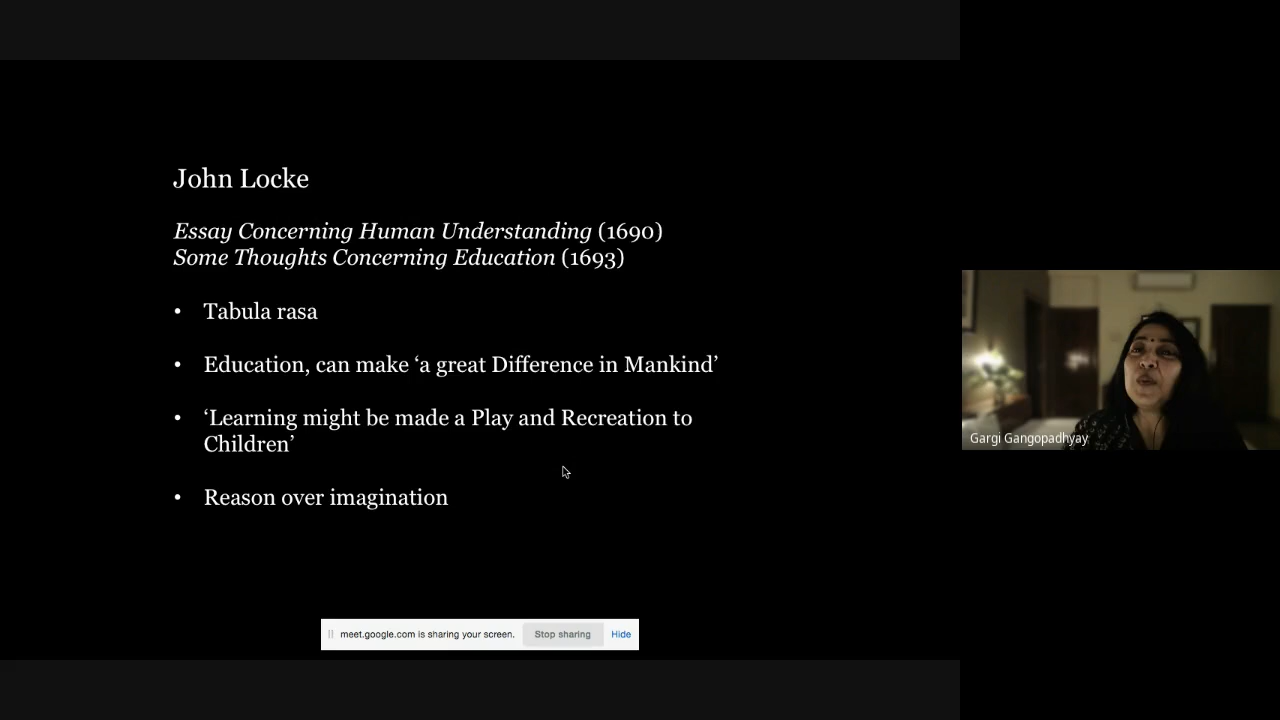 John Locke
Essay Concerning Human Understanding (1690)
Some Thoughts Concerning Education (1693)
• Tabula rasa
• Education, can make ‘a great Difference in Mankind’
• ‘Learning might be made a Play and Recreation to
Children’
• Reason over imagination
Gargi Gangopadhyay
meet.google.com is sharing your screen. Stop sharing Hide